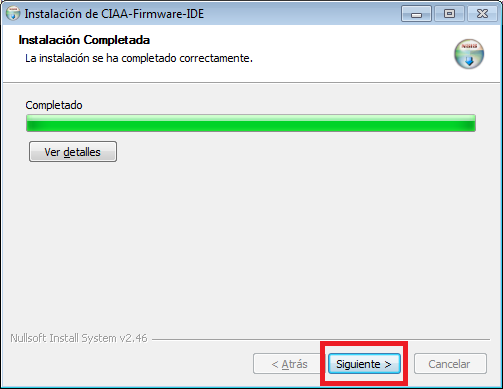 Instalación de CIAA-Firmware-IDE
Instalación Completada
La instalación se ha completado correctamente.
Completado
Ver detalles
Nullsoft Install System v2.46
< Atrás
Siguiente >
Cancelar